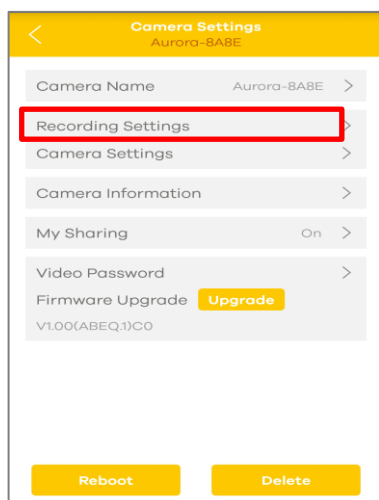 Camera Settings
Aurora-8A8E
Camera Name Aurora-8A8E
Recording Settings
Camera Settings
Camera Information
My Sharing On
Video Password
Firmware Upgrade Upgrade
V1.00(ABEQ.1)C0
Reboot Delete